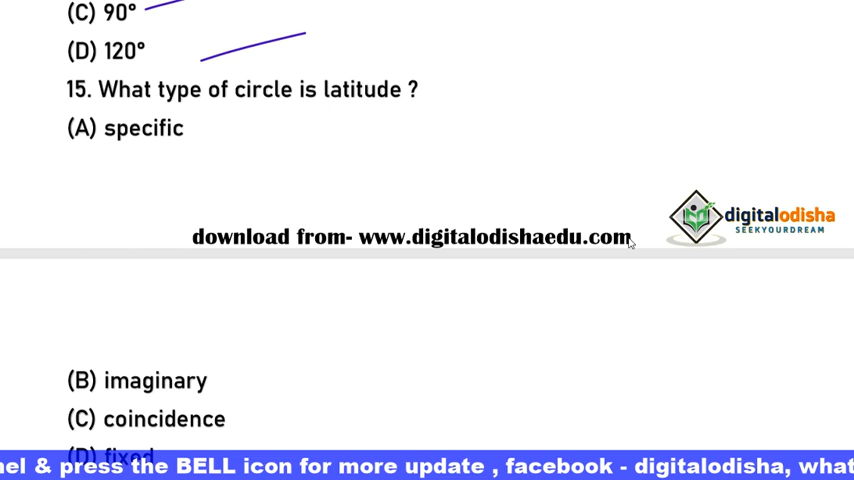 (C) 90°
(D) 120°
15. What type of circle is latitude ?
(A) specific
digitalodisha
SEEKYOURDREAM
download from- www.digitalodishaedu.com
(B) imaginary
(C) coincidence
(D) fixed
nel & press the BELL icon for more update , facebook - digitalodisha, what